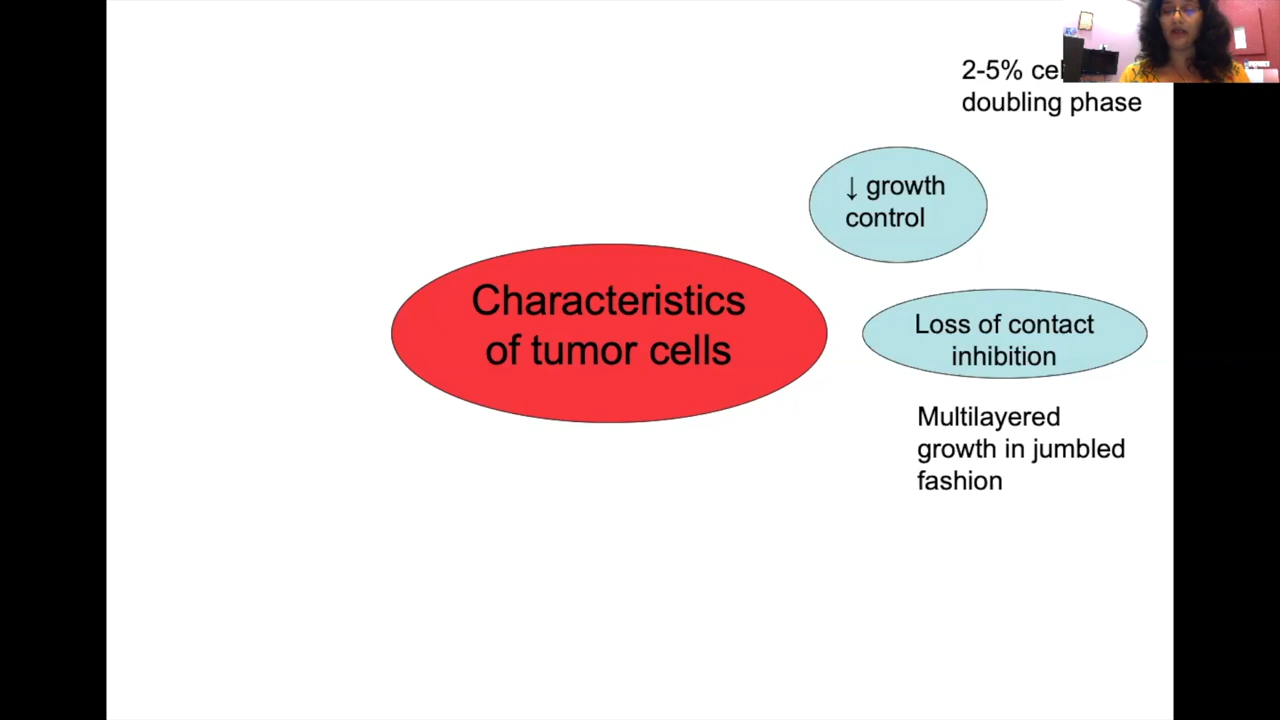 2-5%
doubling phase
↓ growth
control
Characteristics
of tumor cells
Loss of contact
inhibition
Multilayered
growth in jumbled
fashion